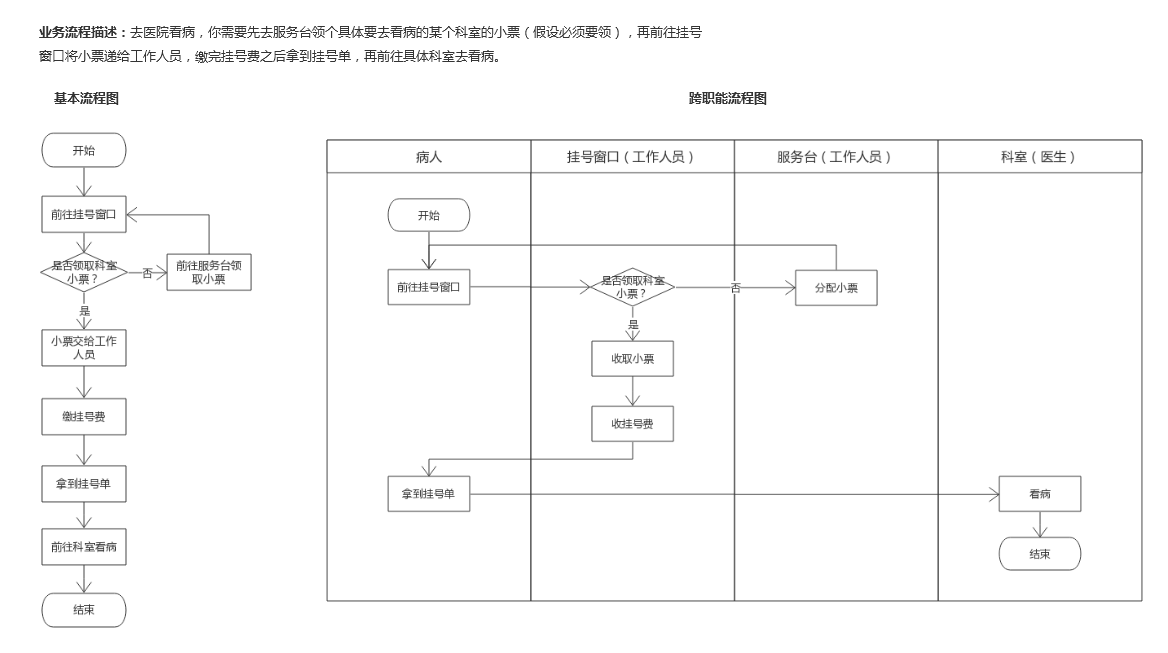 业务流程描述：去医院看病，你需要先去服务台领个具体要去看病的某个科室的小票（假设必须要领），再前往挂号
窗口将小票递给工作人员，缴完挂号费之后拿到挂号单，再前往具体科室去看病。
基本流程图
开始
前往挂号窗口
是否领取科室
小票？
否
前往服务台领
取小票
是
小票交给工作
人员
缴挂号费
拿到挂号单
前往科室看病
结束
跨职能流程图
病人
挂号窗口（工作人员）
服务台（工作人员）
科室（医生）
开始
前往挂号窗口
是否领取科室
小票？
否
分配小票
是
收取小票
收挂号费
拿到挂号单
看病
结束